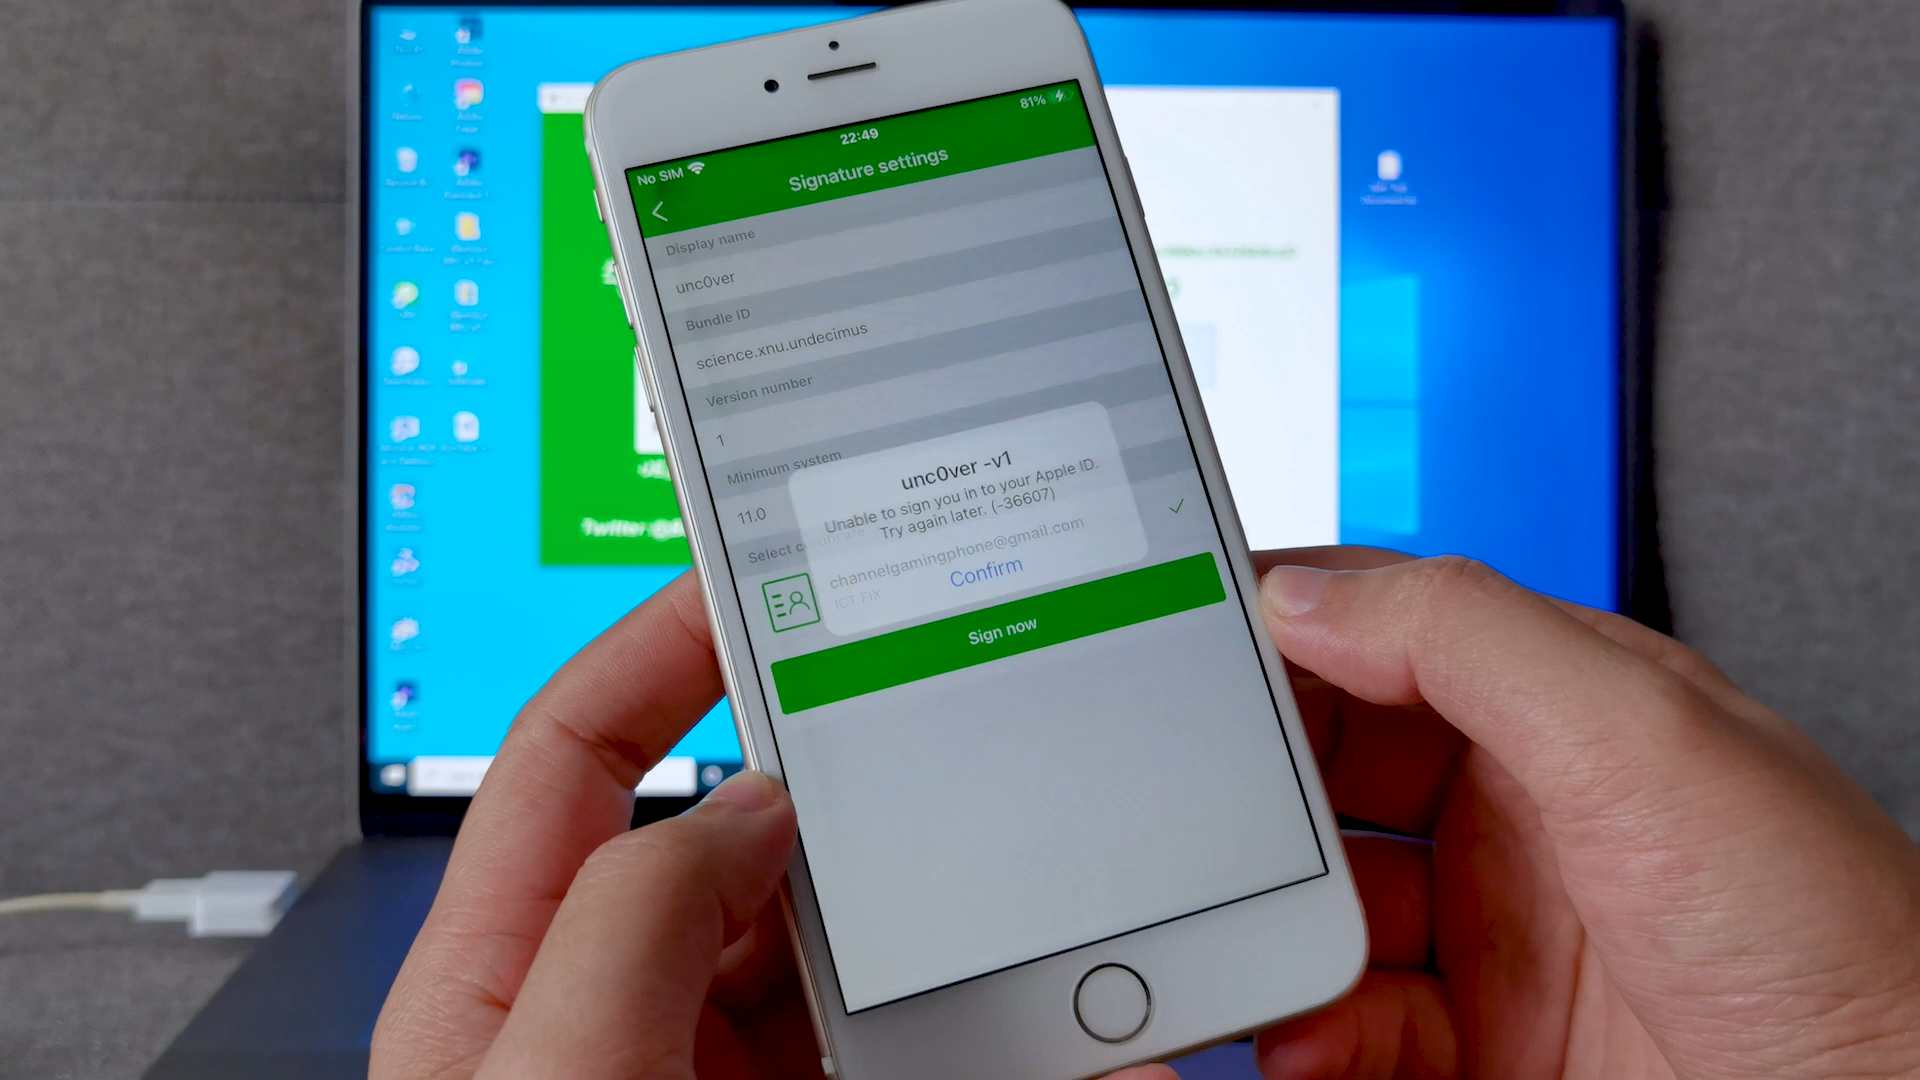 81%
22:49
No SIM
Signature settings
Display name
unc0ver
Bundle ID
science.xnu.undecimus
Version number
1
Minimum system
11.0
unc0ver -v1
Unable to sign you in to your Apple ID.
Try again later. (-36607)
Select certificate
channelgamingphone@gmail.com
ICT FIX
Confirm
Sign now
Twitter:@